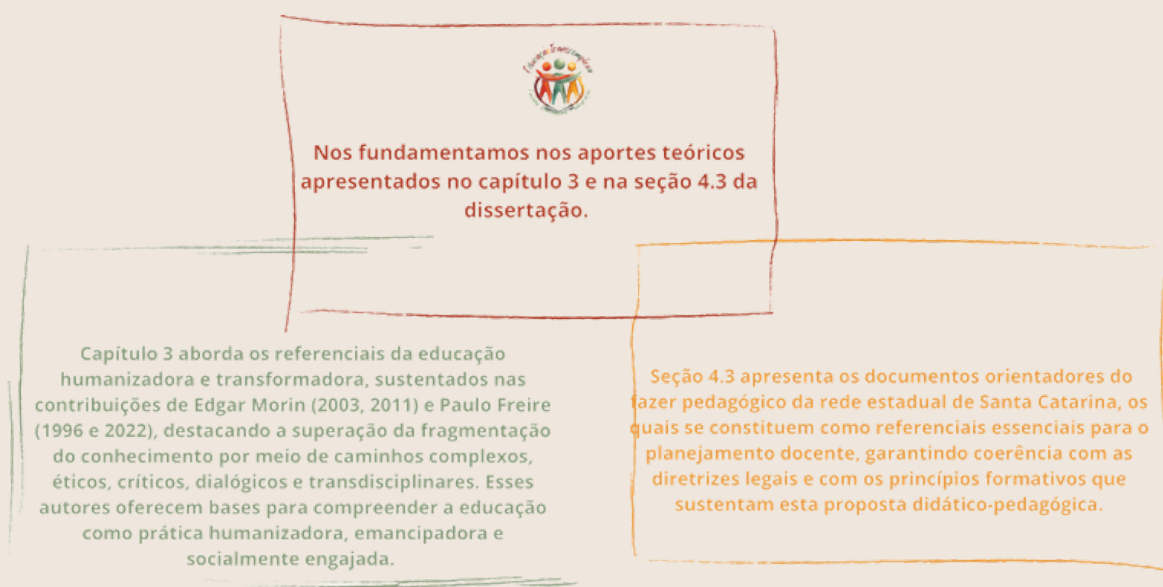 Nos fundamentamos nos aportes teóricos
apresentados no capítulo 3 e na seção 4.3 da
dissertação.
Capítulo 3 aborda os referenciais da educação
humanizadora e transformadora, sustentados nas
contribuições de Edgar Morin (2003, 2011) e Paulo Freire
(1996 e 2022), destacando a superação da fragmentação
do conhecimento por meio de caminhos complexos,
éticos, críticos, dialógicos e transdisciplinares. Esses
autores oferecem bases para compreender a educação
como prática humanizadora, emancipadora e
socialmente engajada.
Seção 4.3 apresenta os documentos orientadores do
fazer pedagógico da rede estadual de Santa Catarina, os
quais se constituem como referenciais essenciais para o
planejamento docente, garantindo coerência com as
diretrizes legais e com os princípios formativos que
sustentam esta proposta didático-pedagógica.